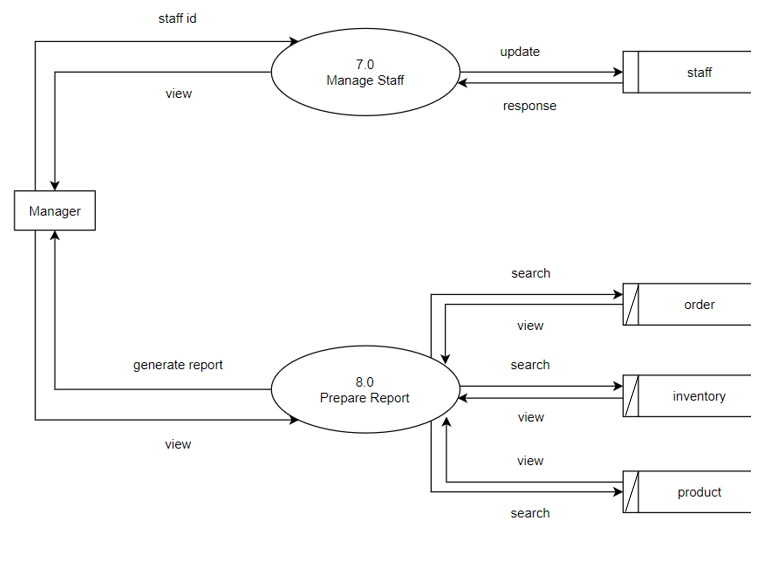 staff id
7.0
Manage Staff
update
staff
view
response
Manager
search
order
view
generate report
8.0
Prepare Report
search
inventory
view
view
view
product
search